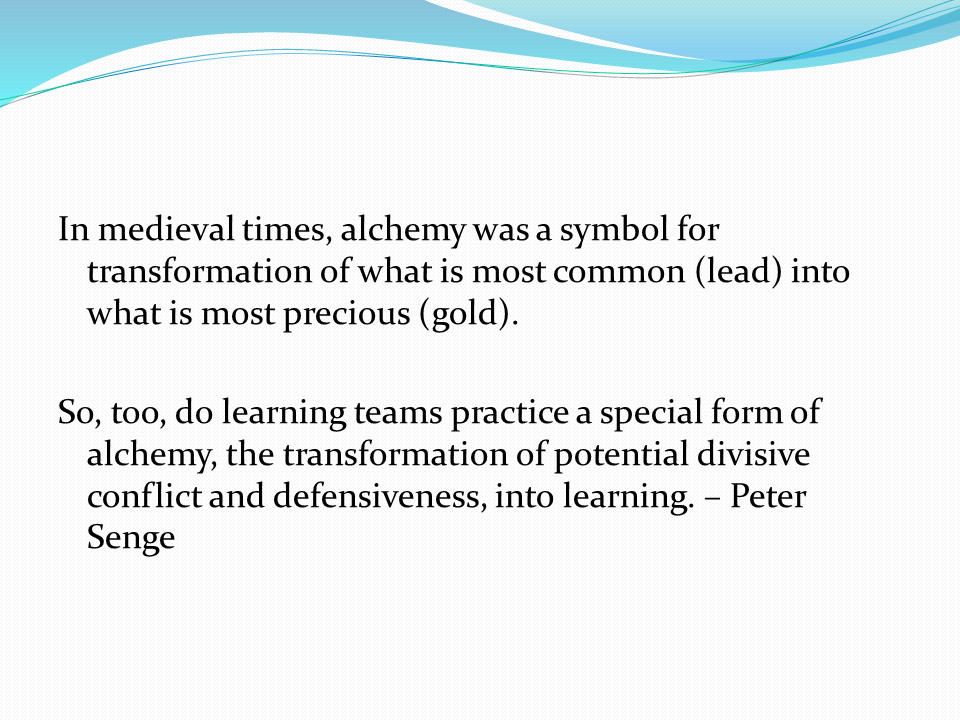 In medieval times, alchemy was a symbol for
transformation of what is most common (lead) into
what is most precious (gold).
So, too, do learning teams practice a special form of
alchemy, the transformation of potential divisive
conflict and defensiveness, into learning. – Peter
Senge